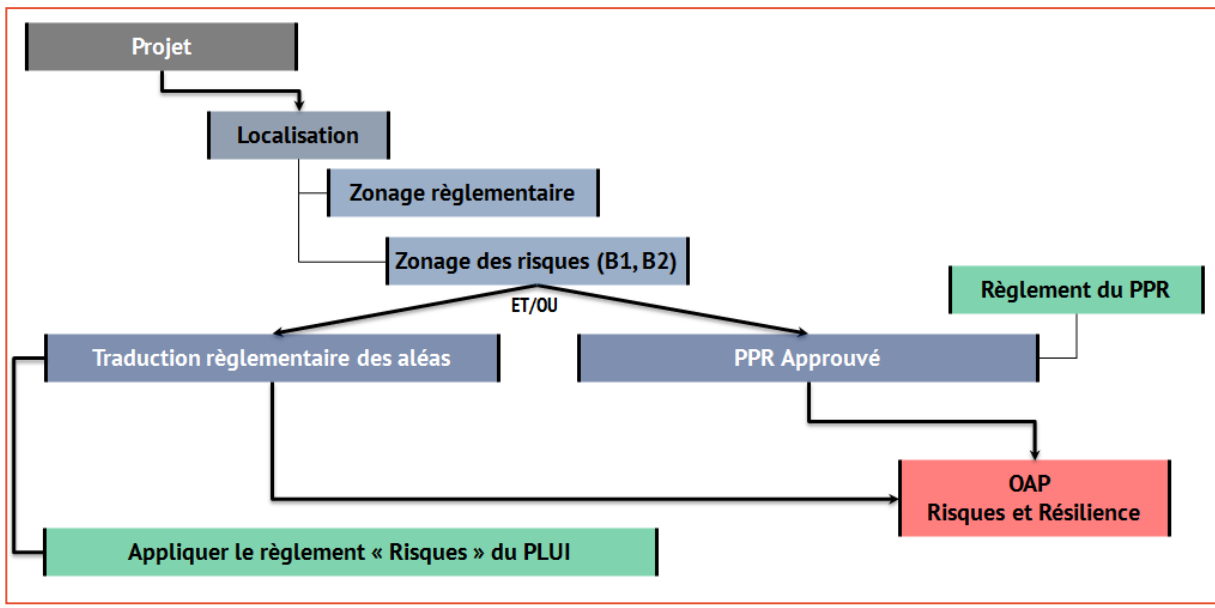 Projet
Localisation
Zonage règlementaire
Zonage des risques (B1, B2)
ET/OU
Règlement du PPR
Traduction règlementaire des aléas
PPR Approuvé
OAP
Risques et Résilience
Appliquer le règlement « Risques » du PLUI